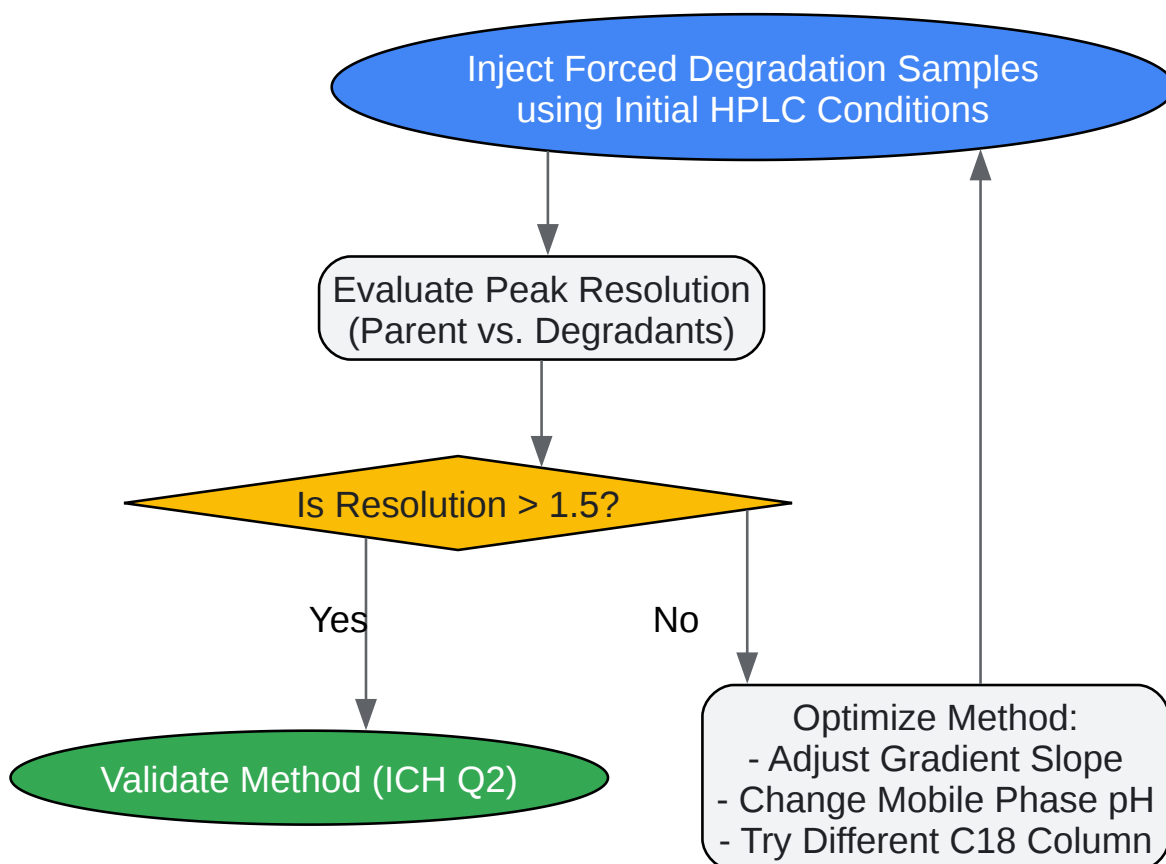 Inject Forced Degradation Samples
using Initial HPLC Conditions
Evaluate Peak Resolution
(Parent vs. Degradants)
Is Resolution > 1.5?
Yes
No
Validate Method (ICH Q2)
Optimize Method:
- Adjust Gradient Slope
- Change Mobile Phase pH
- Try Different C18 Column